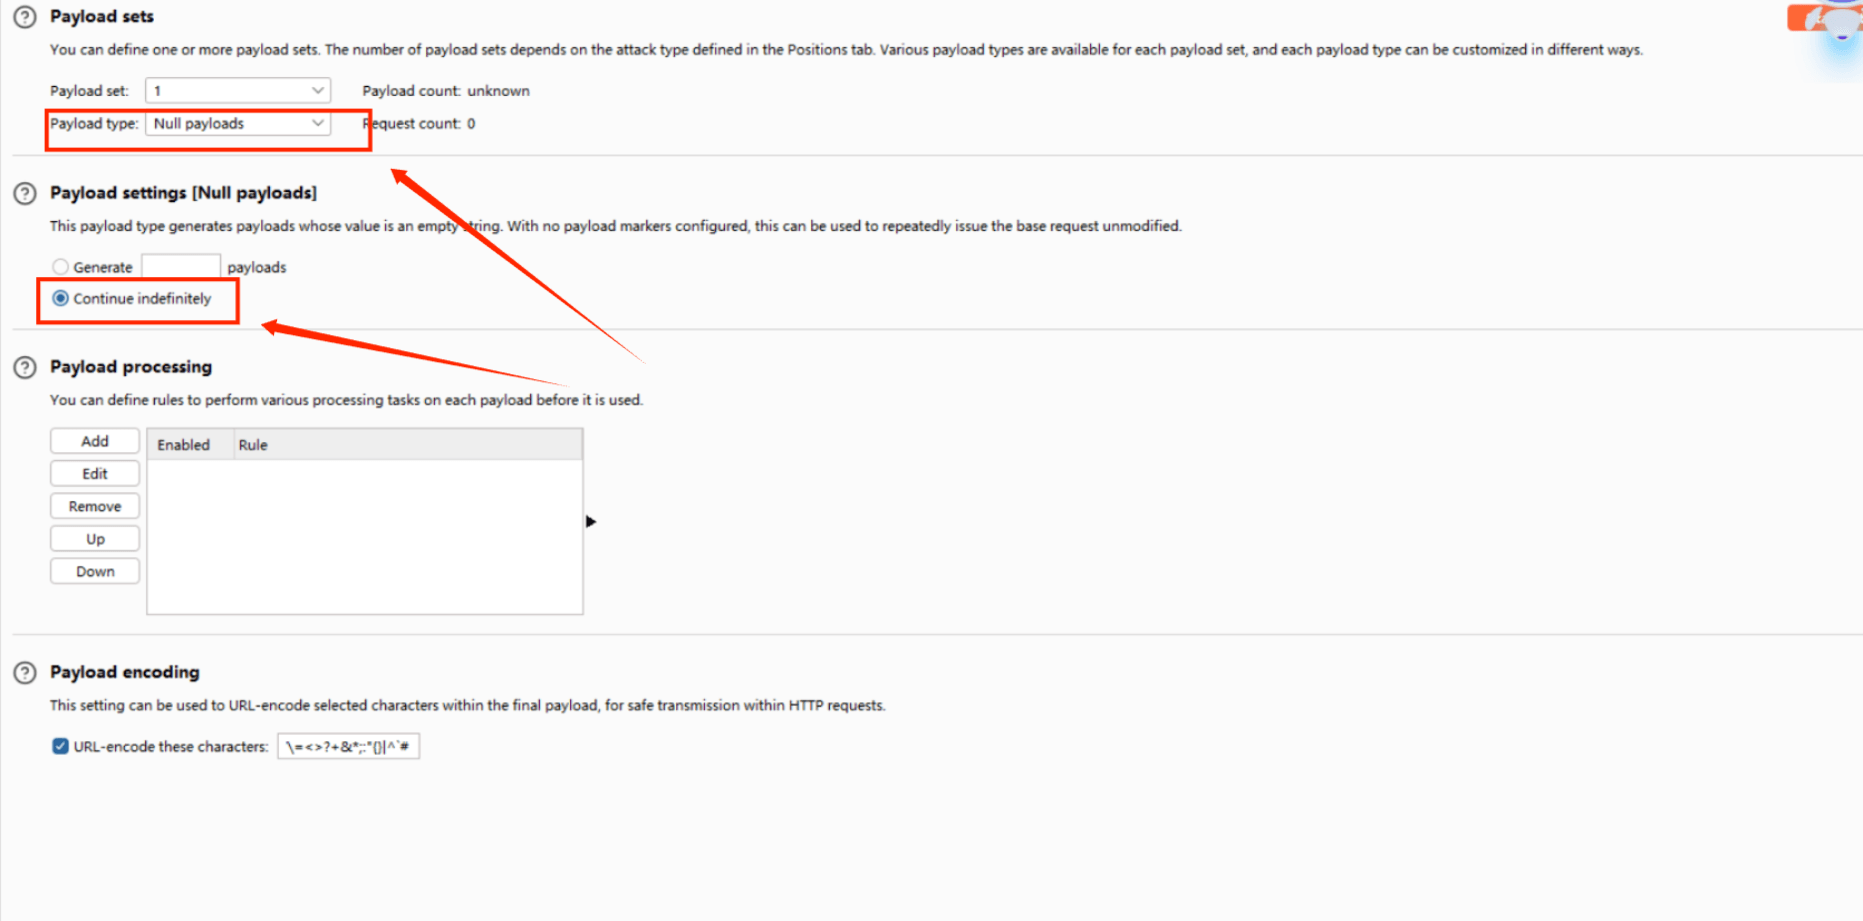 Payload sets
You can define one or more payload sets. The number of payload sets depends on the attack type defined in the Positions tab. Various payload types are available for each payload set, and each payload type can be customized in different ways.
Payload set: 1 Payload count: unknown
Payload type: Null payloads Request count: 0
Payload settings [Null payloads]
This payload type generates payloads whose value is an empty string. With no payload markers configured, this can be used to repeatedly issue the base request unmodified.
Generate payloads
Continue indefinitely
Payload processing
You can define rules to perform various processing tasks on each payload before it is used.
Add Enabled Rule
Edit
Remove
Up
Down
Payload encoding
This setting can be used to URL-encode selected characters within the final payload, for safe transmission within HTTP requests.
URL-encode these characters: \=<>?+&*;:"{}|^`#